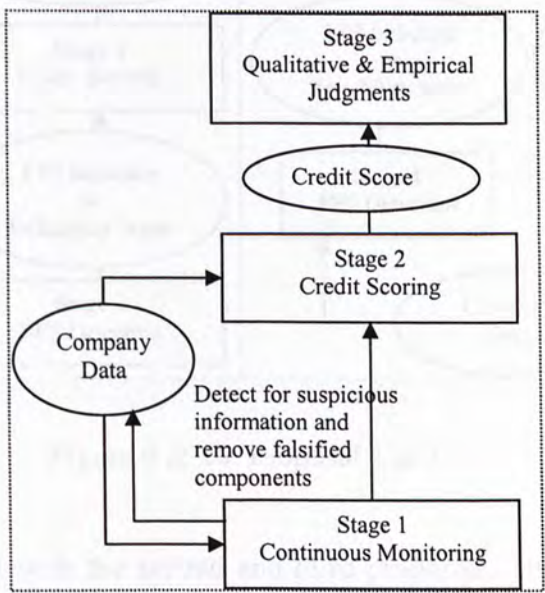 Stage 3
Qualitative & Empirical
Judgments
Credit Score
Stage 2
Credit Scoring
Company
Data
Detect for suspicious
information and
remove falsified
components
Stage 1
Continuous Monitoring